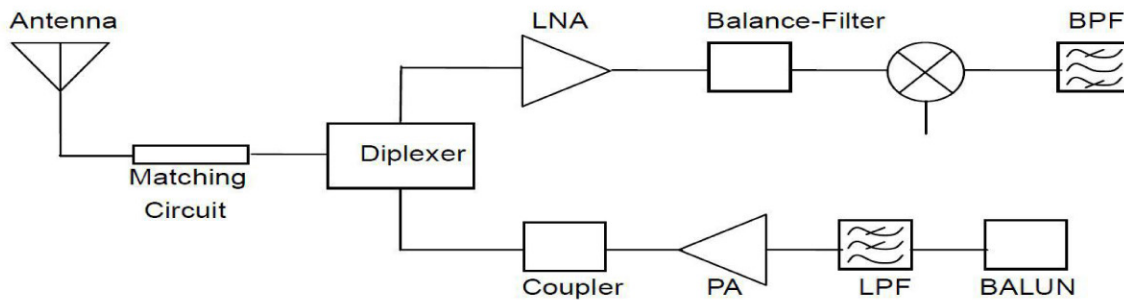 Antenna
LNA
Balance-Filter
BPF
Diplexer
Matching
Circuit
Coupler
PA
LPF
BALUN